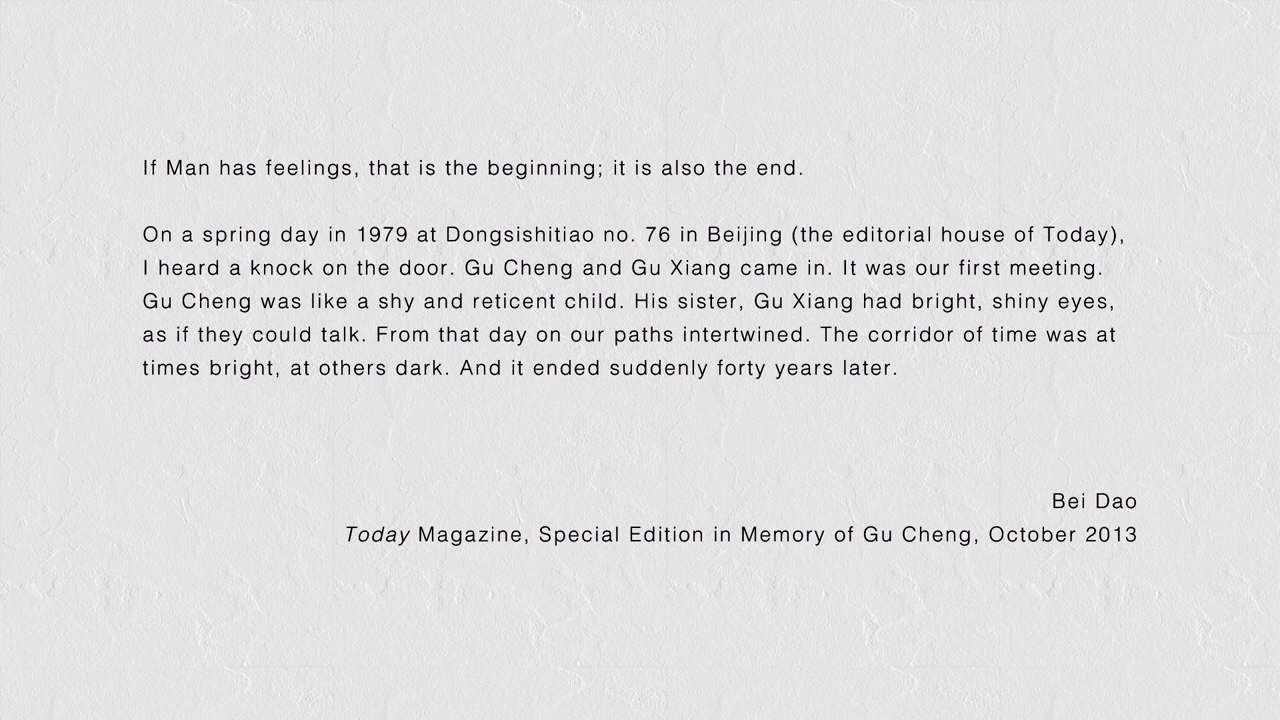 If Man has feelings, that is the beginning; it is also the end.
On a spring day in 1979 at Dongsishitiao no. 76 in Beijing (the editorial house of Today),
I heard a knock on the door. Gu Cheng and Gu Xiang came in. It was our first meeting.
Gu Cheng was like a shy and reticent child. His sister, Gu Xiang had bright, shiny eyes,
as if they could talk. From that day on our paths intertwined. The corridor of time was at
times bright, at others dark. And it ended suddenly forty years later.
Bei Dao
Today Magazine, Special Edition in Memory of Gu Cheng, October 2013